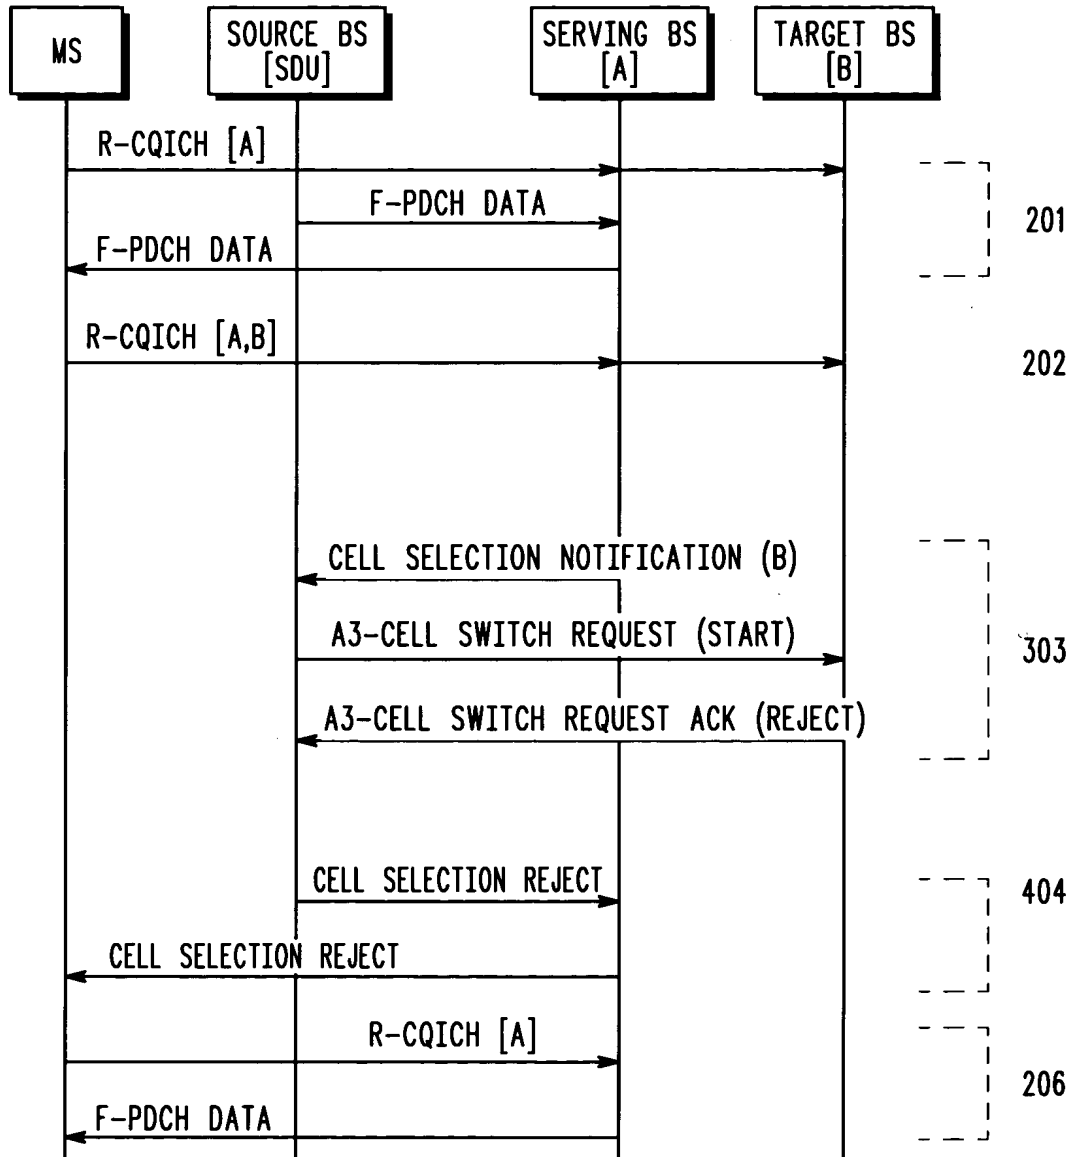 MS
SOURCE BS
[SDU]
SERVING BS
[A]
TARGET BS
[B]
R-CQICH [A]
F-PDCH DATA
201
F-PDCH DATA
R-CQICH [A,B]
202
CELL SELECTION NOTIFICATION (B)
A3-CELL SWITCH REQUEST (START)
303
A3-CELL SWITCH REQUEST ACK (REJECT)
CELL SELECTION REJECT
404
CELL SELECTION REJECT
R-CQICH [A]
206
F-PDCH DATA